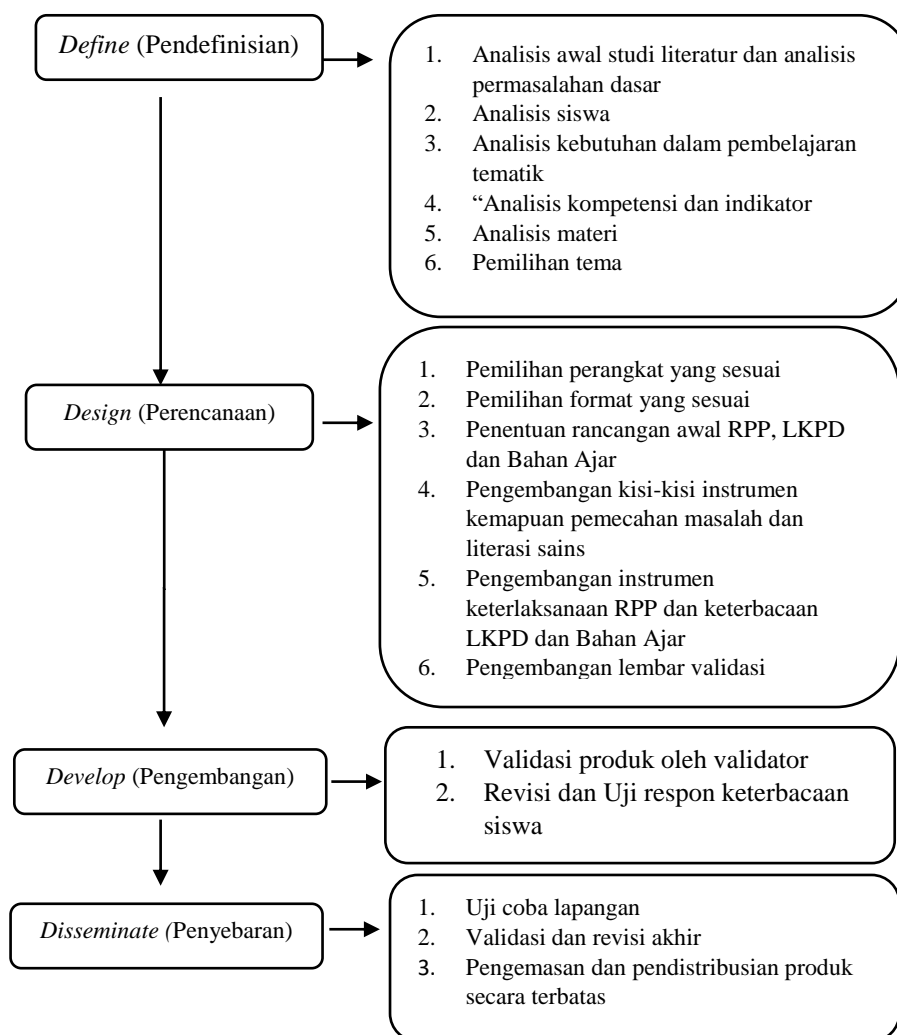 Define (Pendefinisian)
1. Analisis awal studi literatur dan analisis
permasalahan dasar
2. Analisis siswa
3. Analisis kebutuhan dalam pembelajaran
tematik
4. “Analisis kompetensi dan indikator
5. Analisis materi
6. Pemilihan tema
Design (Perencanaan)
1. Pemilihan perangkat yang sesuai
2. Pemilihan format yang sesuai
3. Penentuan rancangan awal RPP, LKPD
dan Bahan Ajar
4. Pengembangan kisi-kisi instrumen
kemapuan pemecahan masalah dan
literasi sains
5. Pengembangan instrumen
keterlaksanaan RPP dan keterbacaan
LKPD dan Bahan Ajar
6. Pengembangan lembar validasi
Develop (Pengembangan)
1. Validasi produk oleh validator
2. Revisi dan Uji respon keterbacaan
siswa
Disseminate (Penyebaran)
1. Uji coba lapangan
2. Validasi dan revisi akhir
3. Pengemasan dan pendistribusian produk
secara terbatas